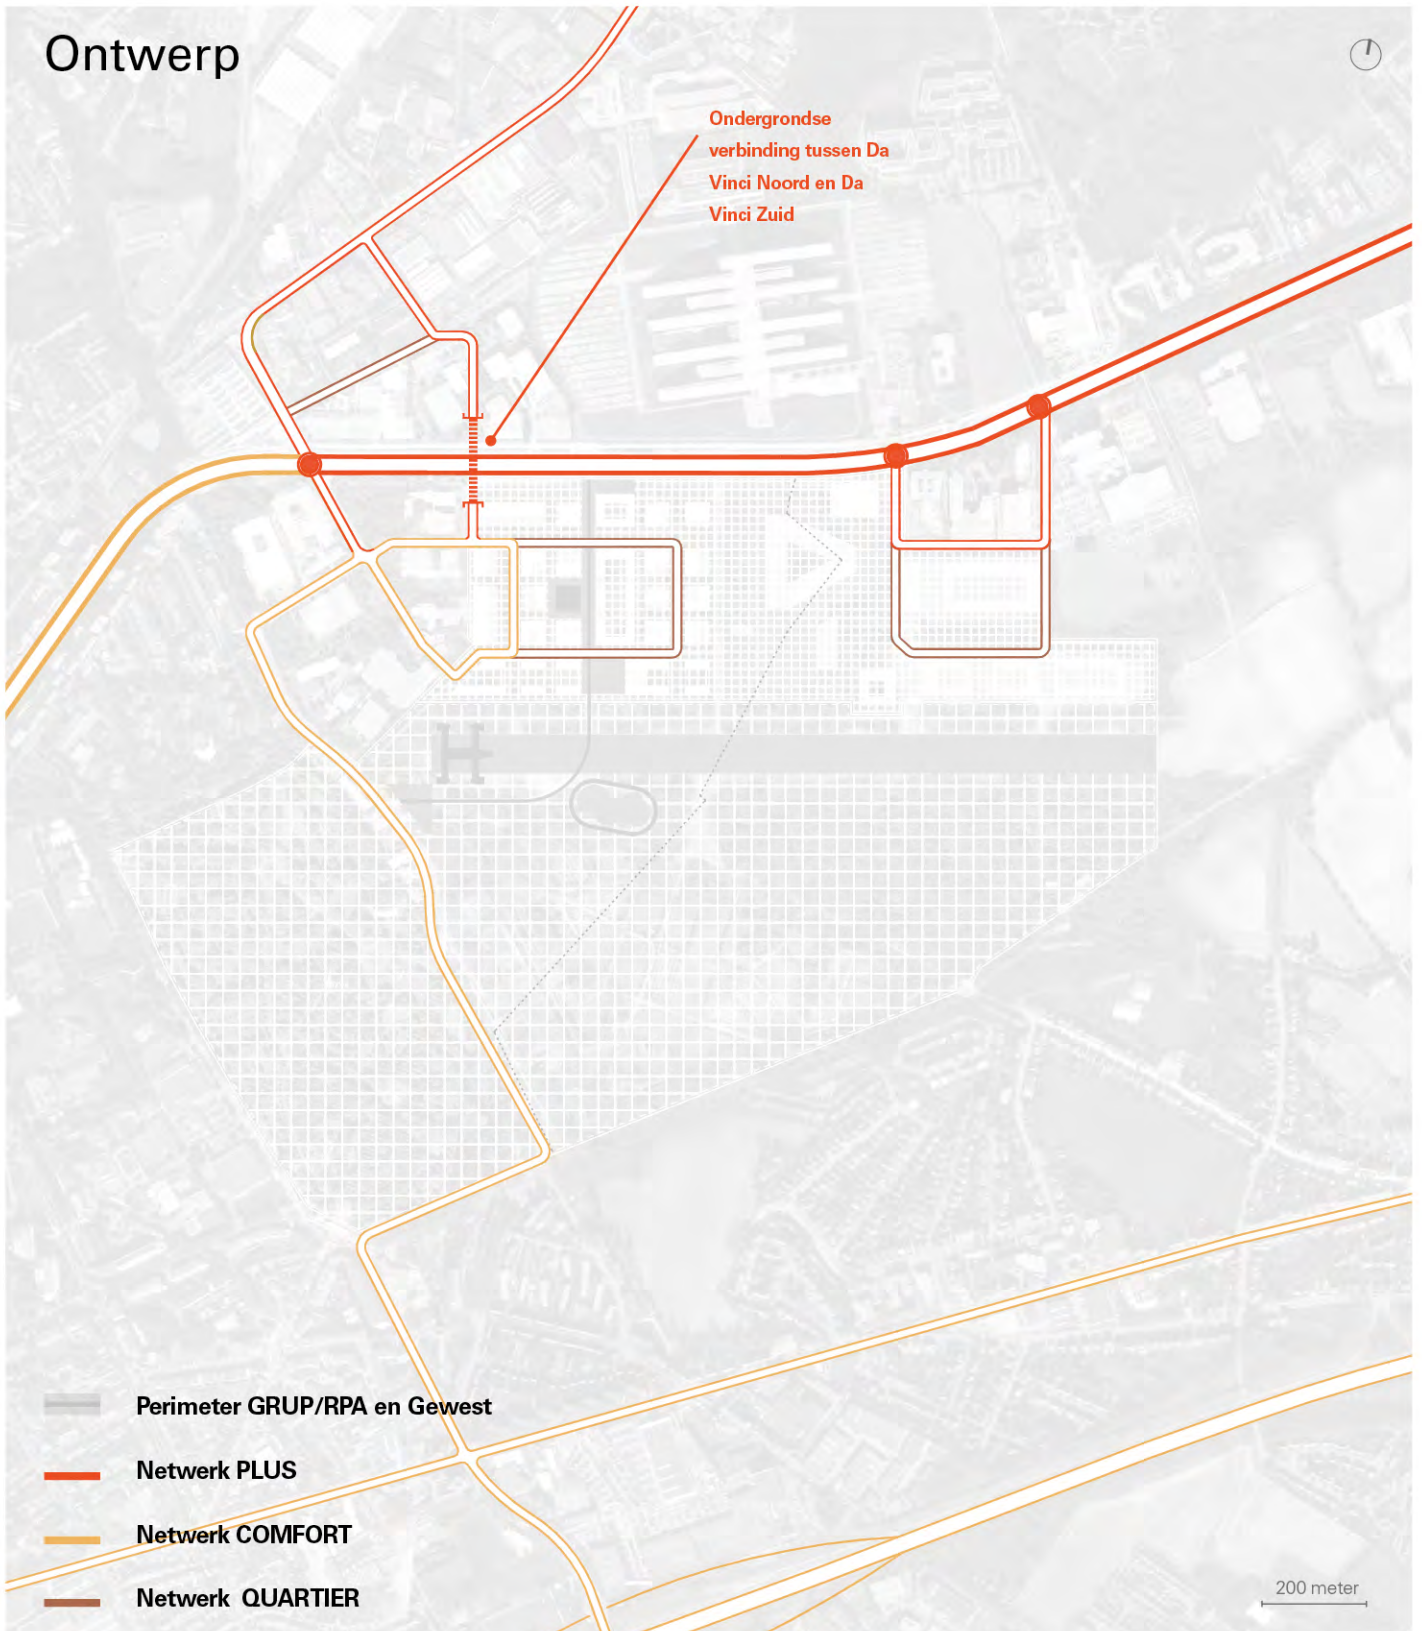 Ontwerp
Ondergrondse
verbinding tussen Da
Vinci Noord en Da
Vinci Zuid
Perimeter GRUP/RPA en Gewest
Netwerk PLUS
Netwerk COMFORT
Netwerk QUARTIER
200 meter